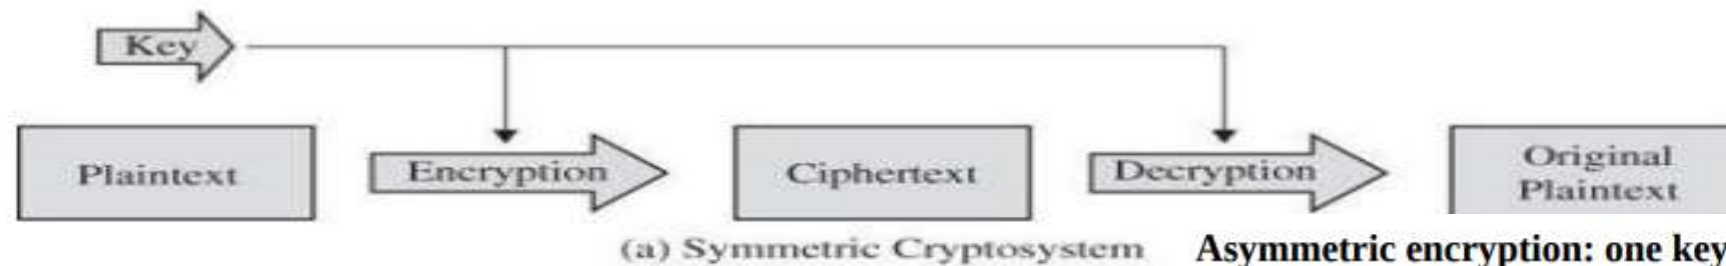 Key
Plaintext
Encryption
Ciphertext
Decryption
Original
Plaintext
(a) Symmetric Cryptosystem
Asymmetric encryption: one key